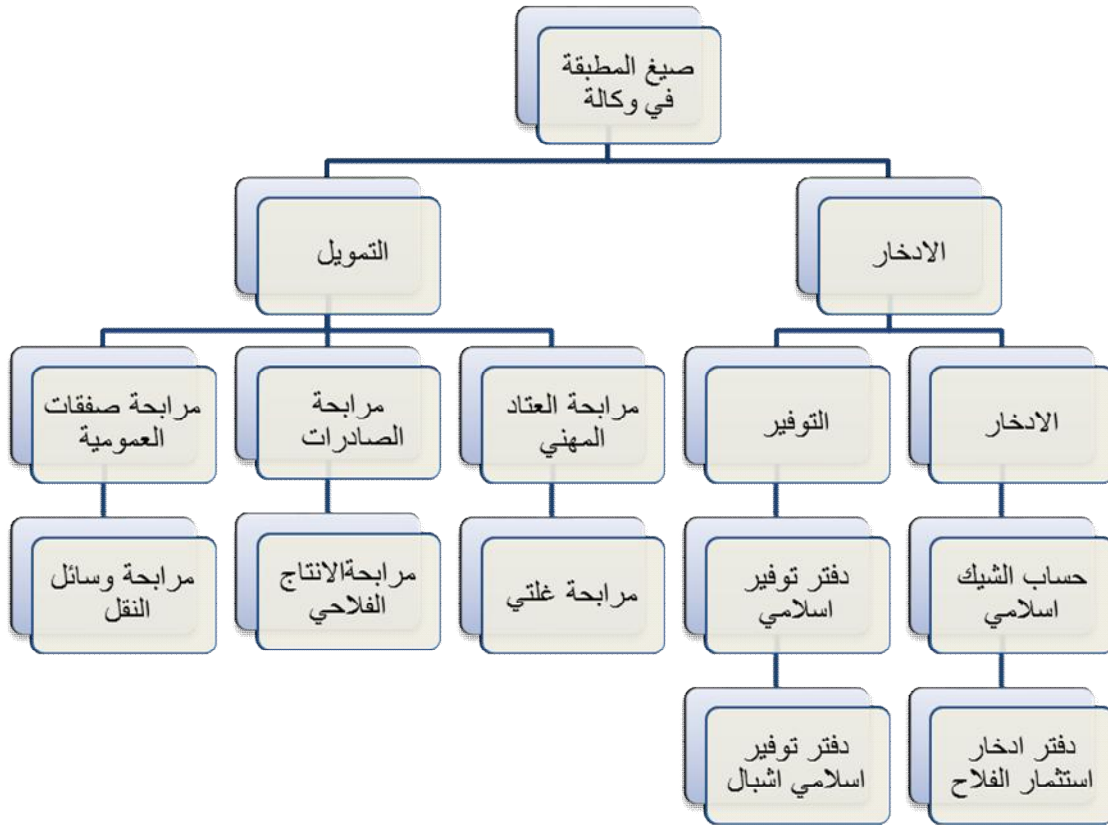 صيغ المطبقة
في وكالة
الادخار
التمويل
الادخار
التوفير
مرابحة العتاد
المهني
مرابحة
الصادرات
مرابحة صفقات
العمومية
حساب الشيك
اسلامي
دفتر توفير
اسلامي
مرابحة غلتي
مرابحةالانتاج
الفلاحي
مرابحة وسائل
النقل
دفتر ادخار
استثمار الفلاح
دفتر توفير
اسلامي اشبال